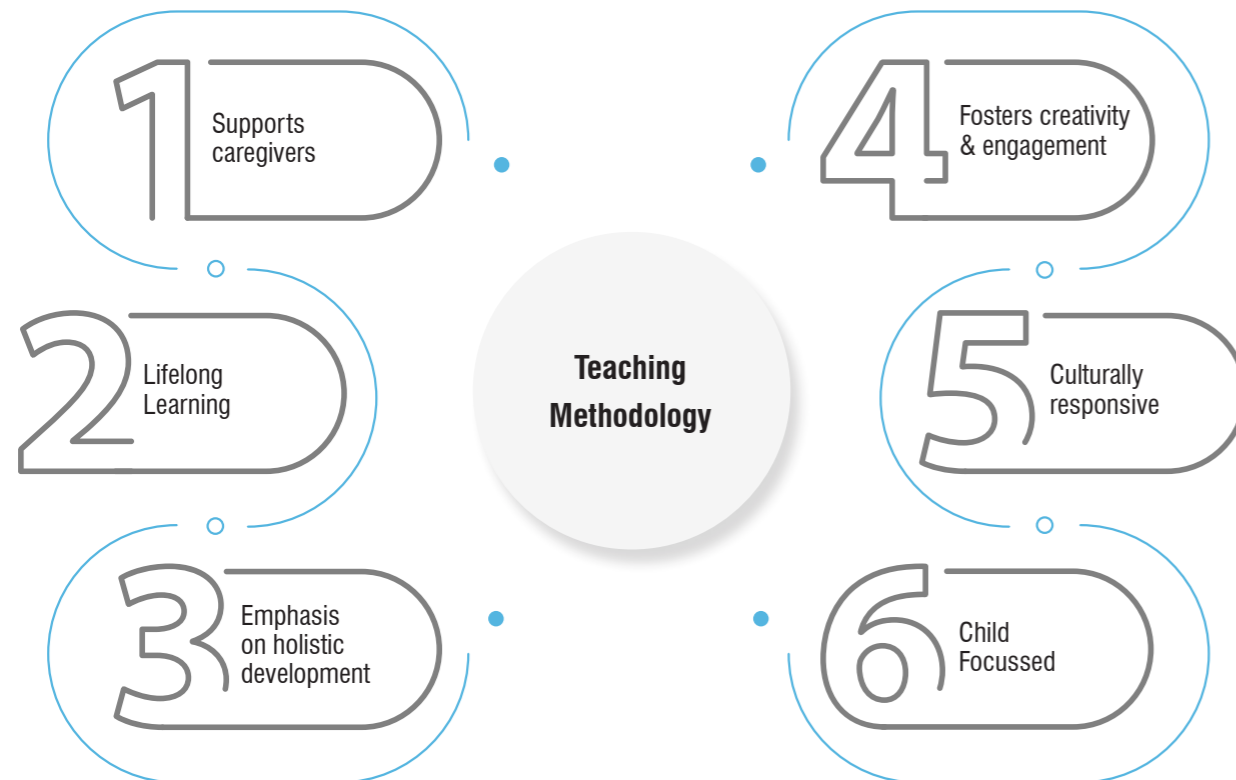 1
Supports
caregivers
2
Lifelong
Learning
3
Emphasis
on holistic
development
Teaching
Methodology
4
Fosters creativity
& engagement
5
Culturally
responsive
6
Child
Focussed